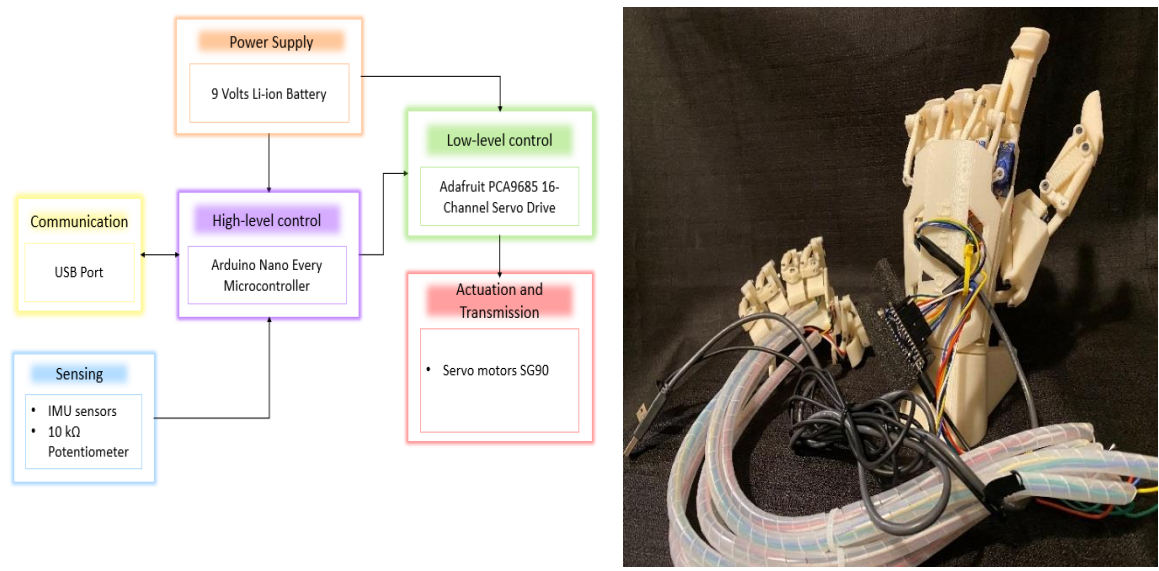 Power Supply
9 Volts Li-ion Battery
Low-level control
Adafruit PCA9685 16-
Channel Servo Drive
Communication
USB Port
High-level control
Arduino Nano Every
Microcontroller
Actuation and
Transmission
• Servo motors SG90
Sensing
• IMU sensors
• 10 kΩ
Potentiometer